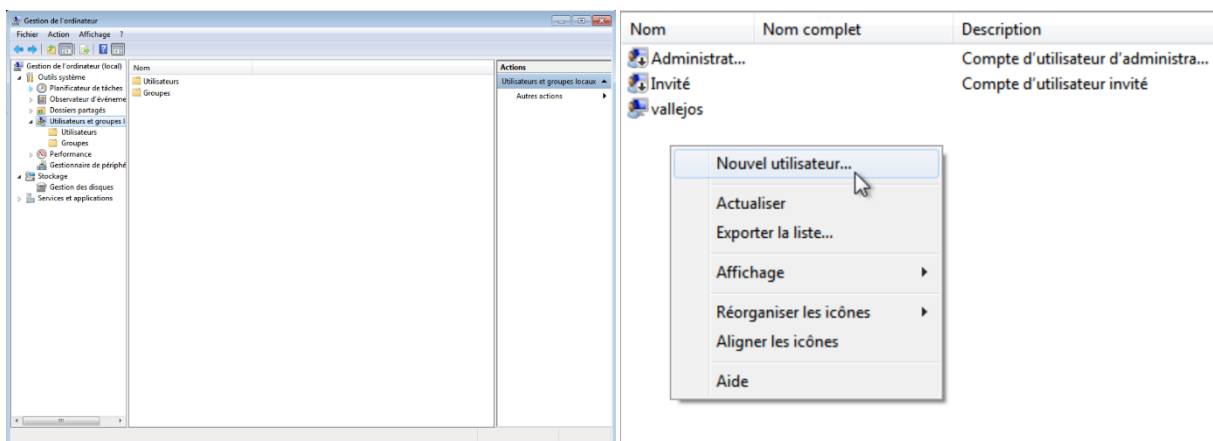 Gestion de l'ordinateur
Fichier Action Affichage ?
Gestion de l'ordinateur (local)
Outils système
Planificateur de tâches
Observateur d'événeme
Dossiers partagés
Utilisateurs et groupes l
Utilisateurs
Groupes
Performance
Gestionnaire de périphé
Stockage
Gestion des disques
Services et applications
Nom
Utilisateurs
Groupes
Actions
Utilisateurs et groupes locaux
Autres actions
Nom Nom complet Description
Administrat... Compte d'utilisateur d'administra...
Invité Compte d'utilisateur invité
vallejos
Nouvel utilisateur...
Actualiser
Exporter la liste...
Affichage
Réorganiser les icônes
Aligner les icônes
Aide